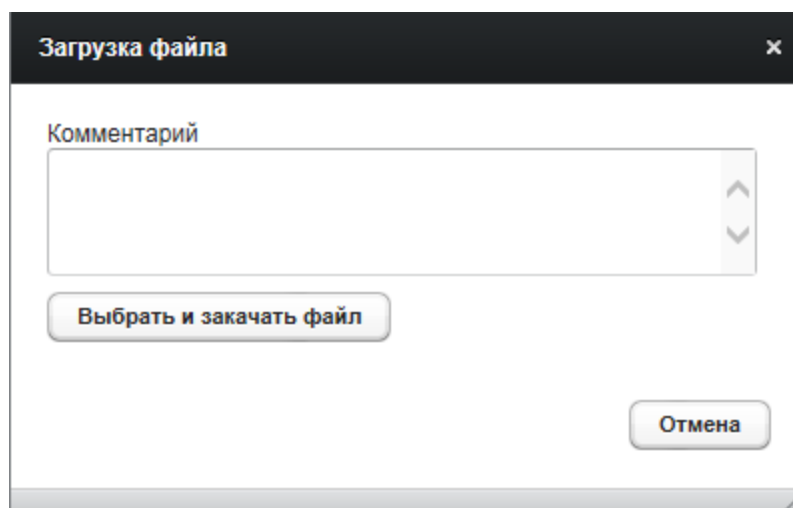 Загрузка файла
Комментарий
Выбрать и закачать файл
Отмена